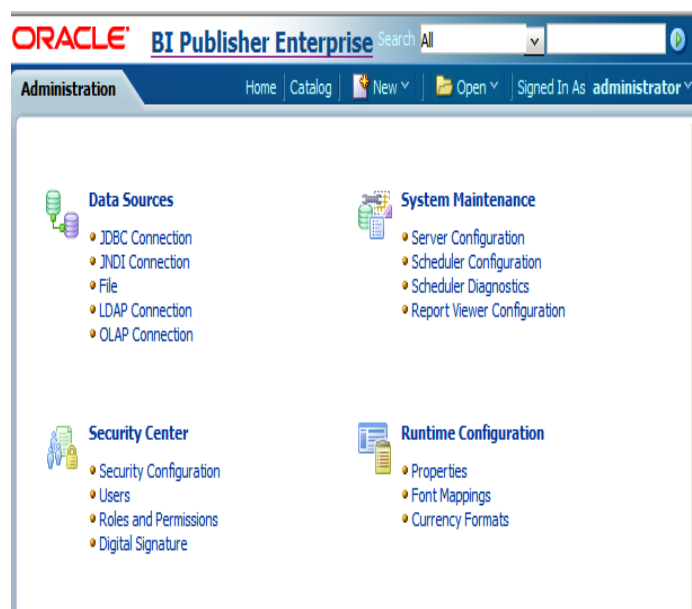 ORACLE BI Publisher Enterprise Search All
Administration Home Catalog New Open Signed In As administrator
Data Sources
JDBC Connection
JNDI Connection
File
LDAP Connection
OLAP Connection
System Maintenance
Server Configuration
Scheduler Configuration
Scheduler Diagnostics
Report Viewer Configuration
Security Center
Security Configuration
Users
Roles and Permissions
Digital Signature
Runtime Configuration
Properties
Font Mappings
Currency Formats